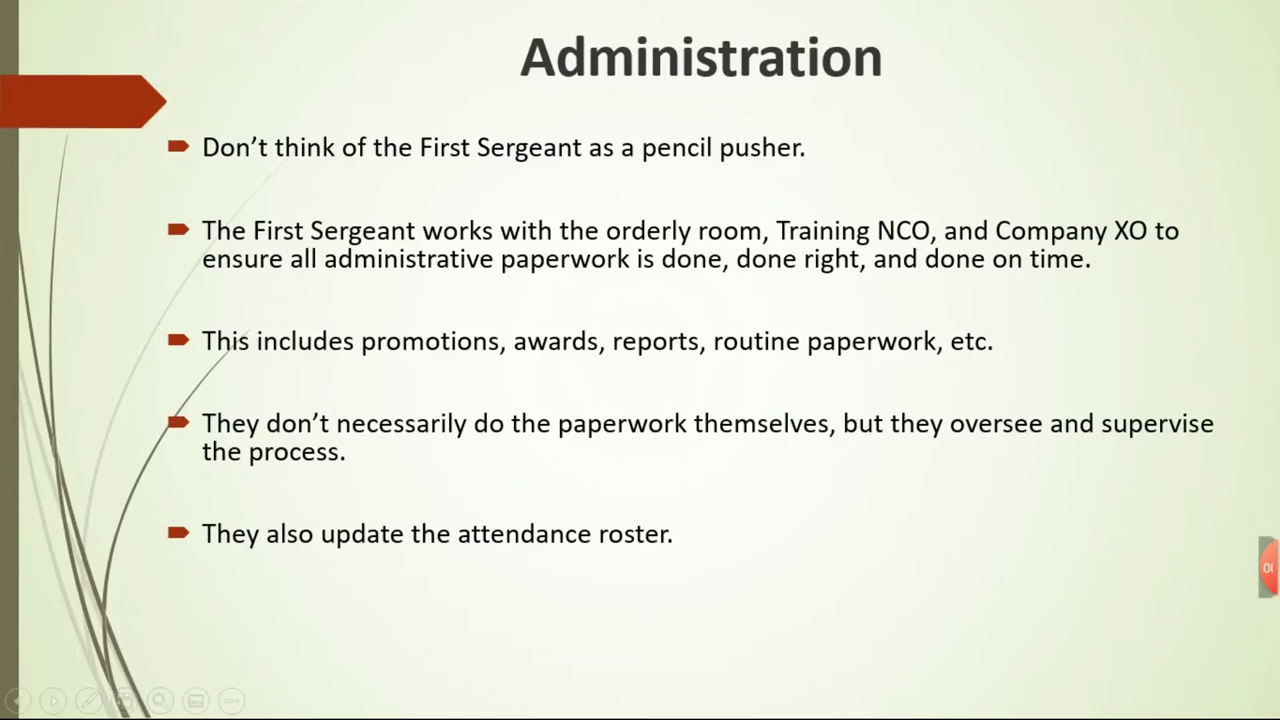 Administration
Don’t think of the First Sergeant as a pencil pusher.
The First Sergeant works with the orderly room, Training NCO, and Company XO to
ensure all administrative paperwork is done, done right, and done on time.
This includes promotions, awards, reports, routine paperwork, etc.
They don’t necessarily do the paperwork themselves, but they oversee and supervise
the process.
They also update the attendance roster.